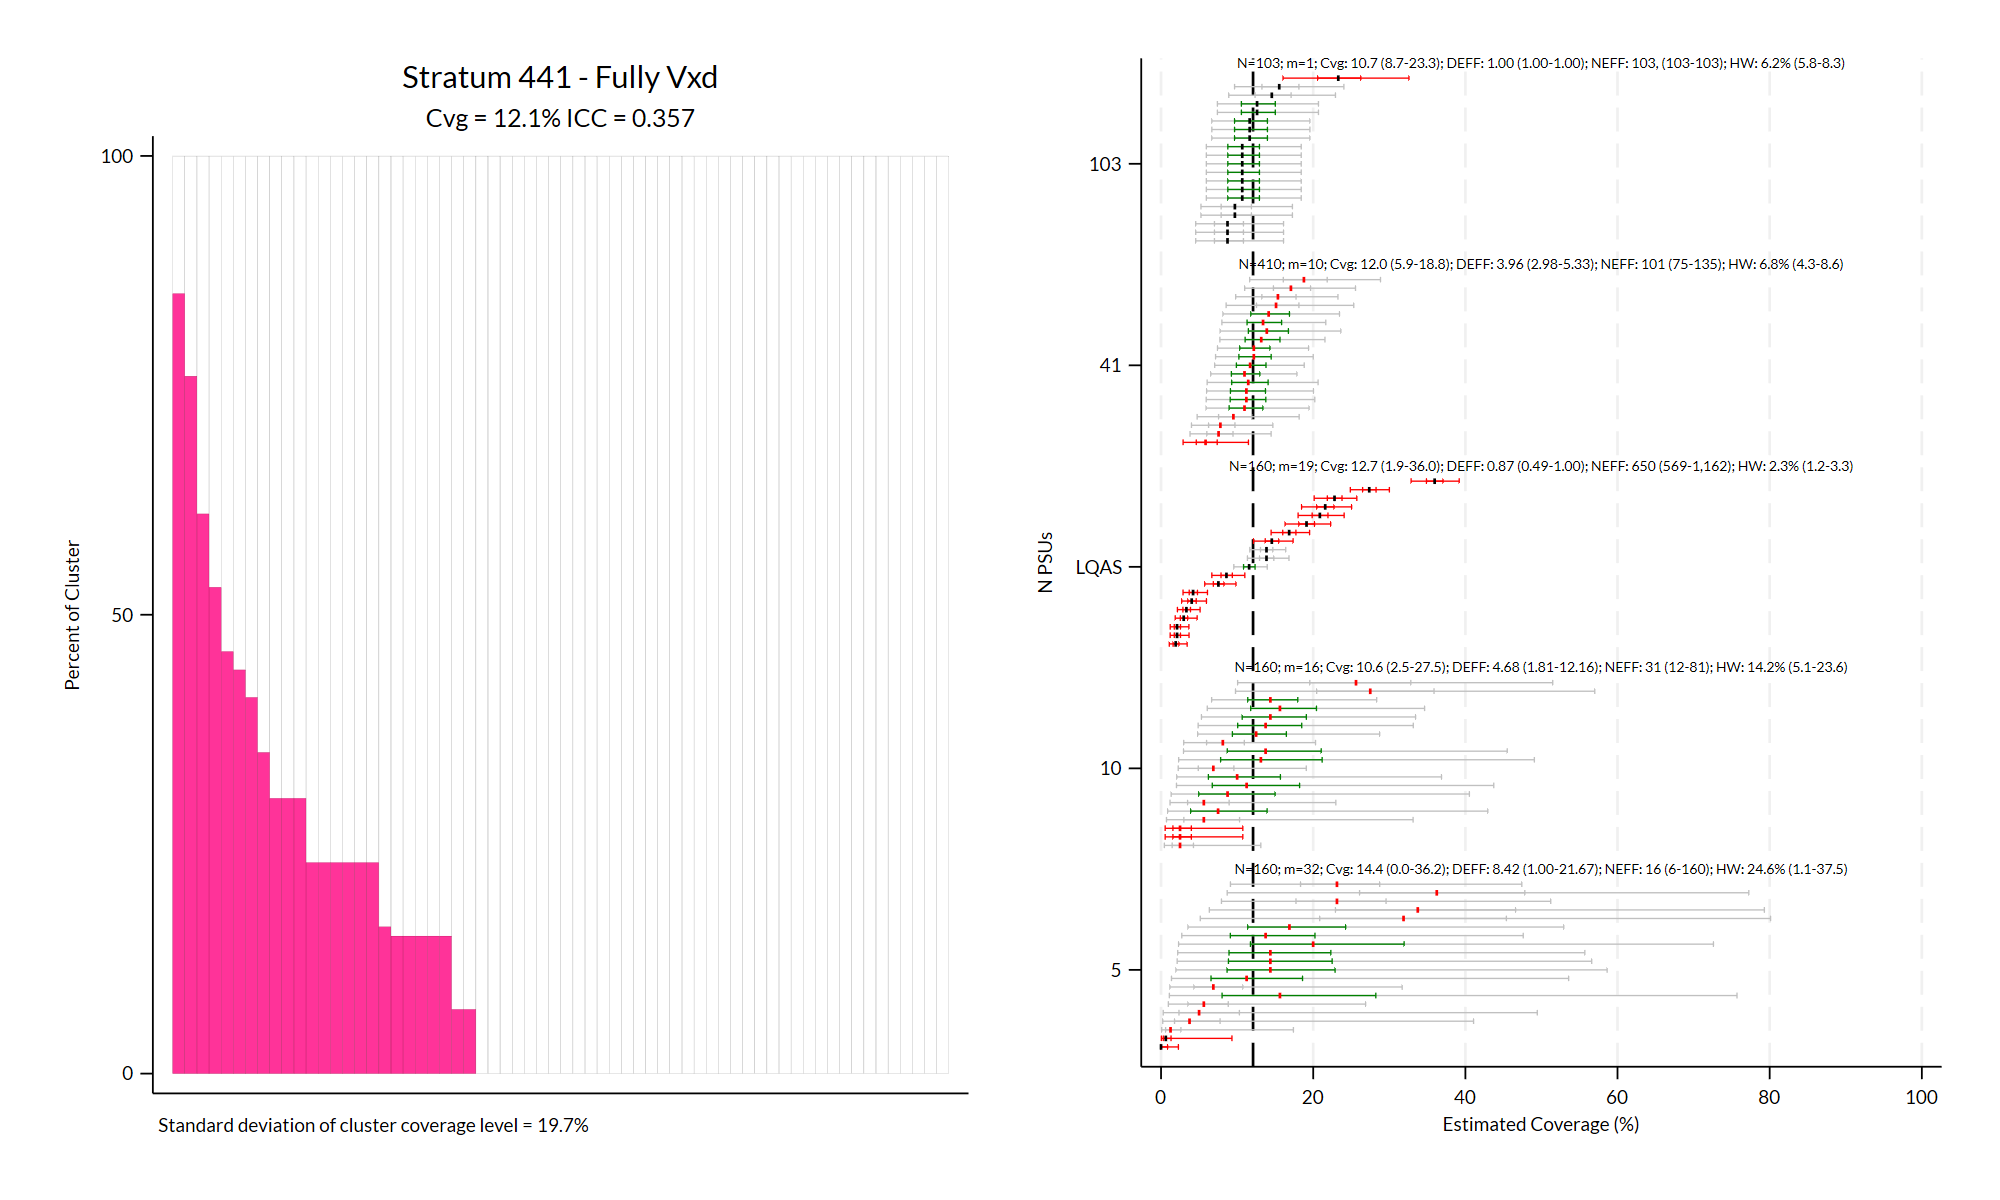 Stratum 441 - Fully Vxd
Cvg = 12.1% ICC = 0.357
100
50
0
Percent of Cluster
Standard deviation of cluster coverage level = 19.7%
N=103; m=1; Cvg: 10.7 (8.7-23.3); DEFF: 1.00 (1.00-1.00); NEFF: 103, (103-103); HW: 6.2% (5.8-8.3)
103
N=410; m=10; Cvg: 12.0 (5.9-18.8); DEFF: 3.96 (2.98-5.33); NEFF: 101 (75-135); HW: 6.8% (4.3-8.6)
41
N=160; m=19; Cvg: 12.7 (1.9-36.0); DEFF: 0.87 (0.49-1.00); NEFF: 650 (569-1,162); HW: 2.3% (1.2-3.3)
N PSUs
LQAS
N=160; m=16; Cvg: 10.6 (2.5-27.5); DEFF: 4.68 (1.81-12.16); NEFF: 31 (12-81); HW: 14.2% (5.1-23.6)
10
N=160; m=32; Cvg: 14.4 (0.0-36.2); DEFF: 8.42 (1.00-21.67); NEFF: 16 (6-160); HW: 24.6% (1.1-37.5)
5
0 20 40 60 80 100
Estimated Coverage (%)